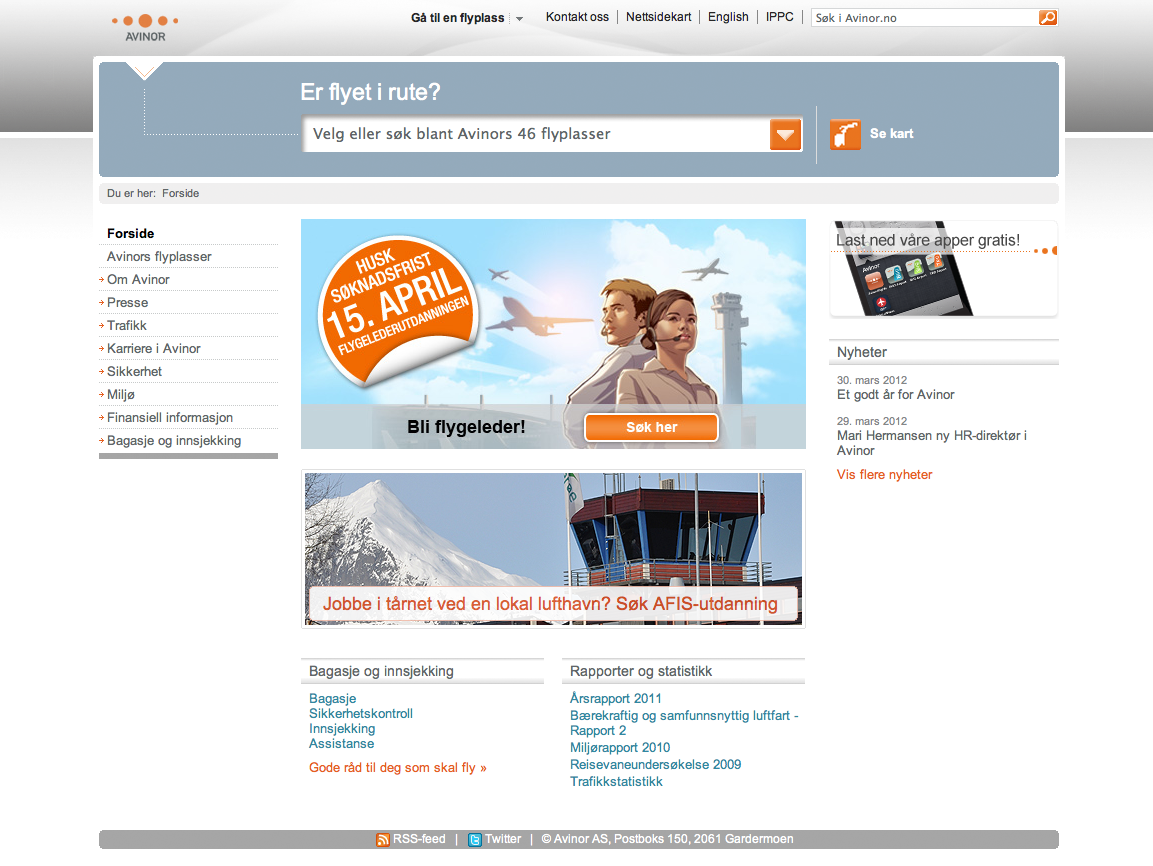 AVINOR
Gå til en flyplass
Kontakt oss
Nettsidekart
English
IPPC
Søk i Avinor.no
Er flyet i rute?
Velg eller søk blant Avinors 46 flyplasser
Se kart
Du er her: Forside
Forside
Avinors flyplasser
Om Avinor
Presse
Trafikk
Karriere i Avinor
Sikkerhet
Miljø
Finansiell informasjon
Bagasje og innsjekking
HUSK
SØKNADSFRIST
15. APRIL
FLYGELEDERUTDANNINGEN
Bli flygeleder!
Søk her
Jobbe i tårnet ved en lokal lufthavn? Søk AFIS-utdanning
Bagasje og innsjekking
Bagasje
Sikkerhetskontroll
Innsjekking
Assistanse
Gode råd til deg som skal fly »
Rapporter og statistikk
Årsrapport 2011
Bærekraftig og samfunnsnyttig luftfart -
Rapport 2
Miljørapport 2010
Reisevaneundersøkelse 2009
Trafikkstatistikk
Last ned våre apper gratis!
Avinor
Nyheter
30. mars 2012
Et godt år for Avinor
29. mars 2012
Mari Hermansen ny HR-direktør i
Avinor
Vis flere nyheter
RSS-feed | Twitter | © Avinor AS, Postboks 150, 2061 Gardermoen